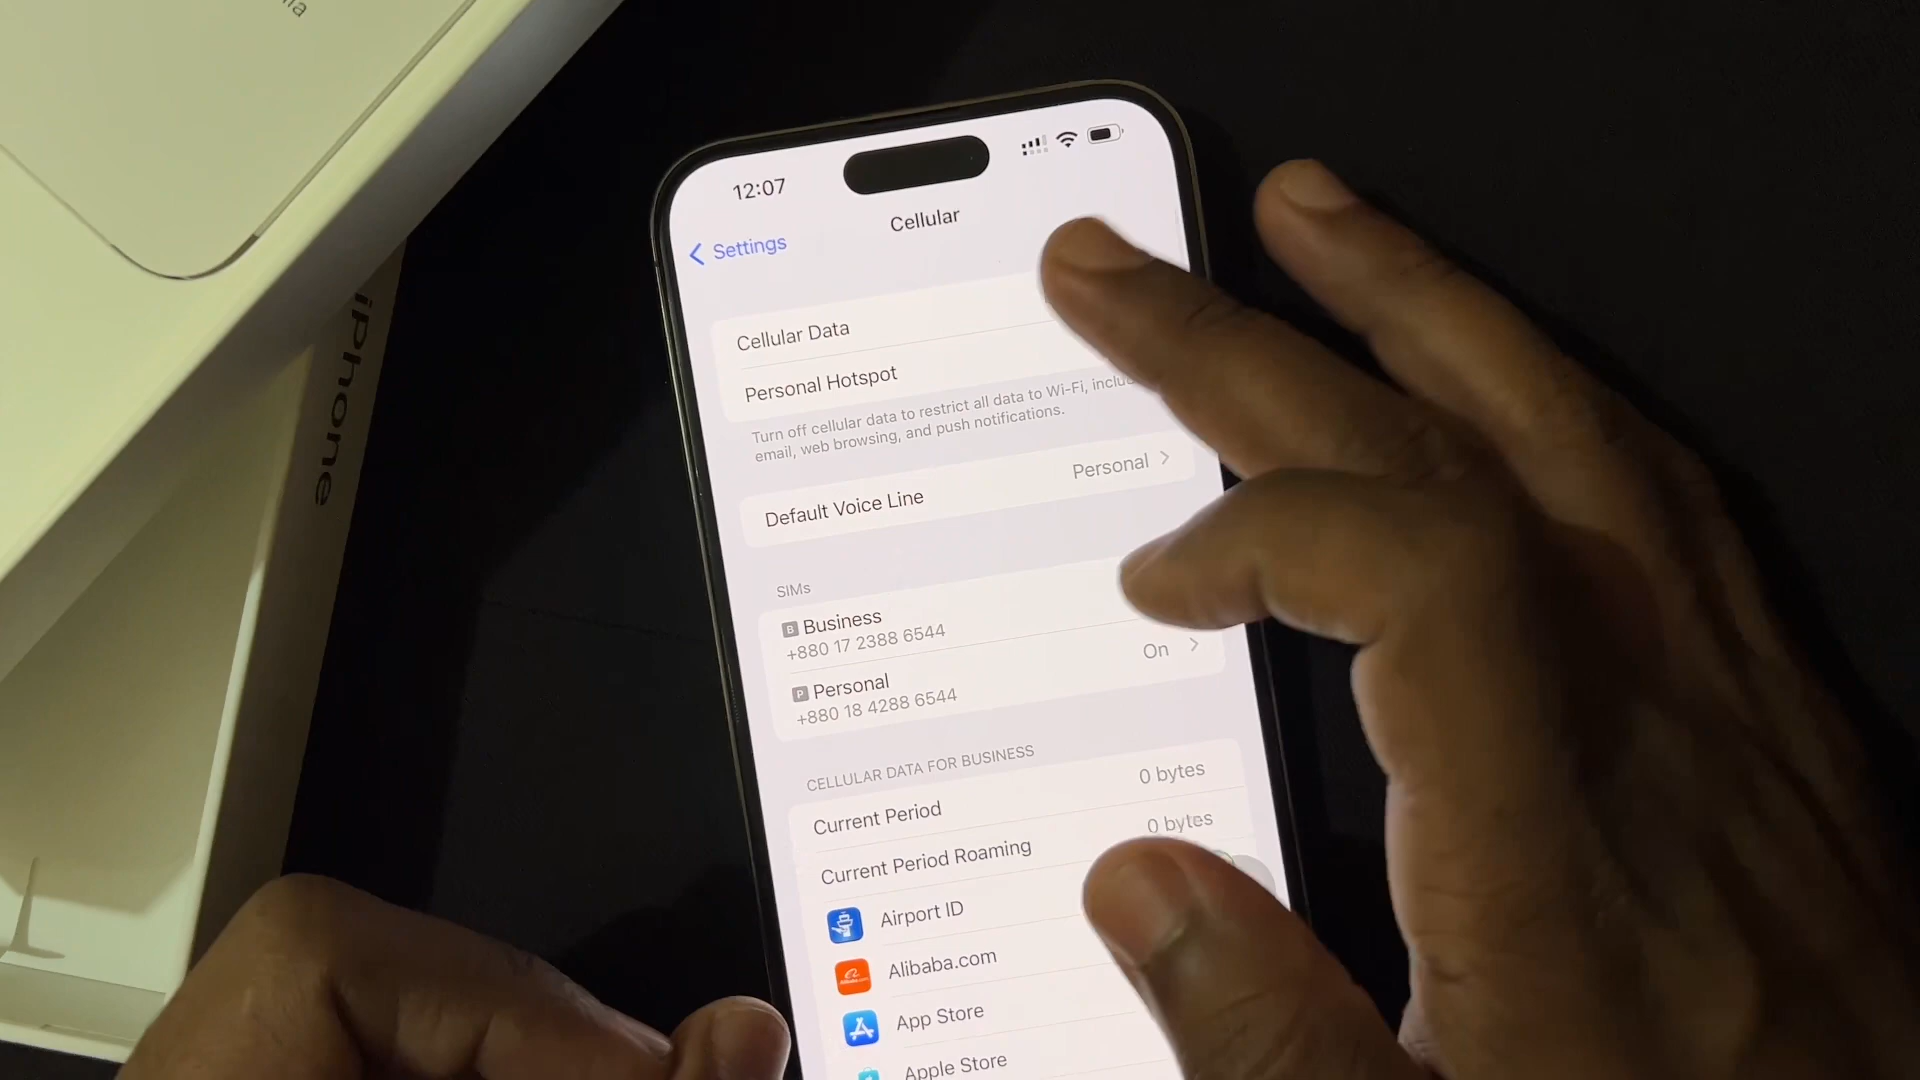 iphone
12:07
Settings
Cellular
Cellular Data
Personal Hotspot
Turn off cellular data to restrict all data to Wi-Fi,
email, web browsing, and push notifications.
Default Voice Line Personal
SIMs
B Business
+880 17 2388 6544
P Personal On
+880 18 4288 6544
CELLULAR DATA FOR BUSINESS
Current Period 0 bytes
Current Period Roaming 0 bytes
Airport ID
Alibaba.com
App Store
Apple Store